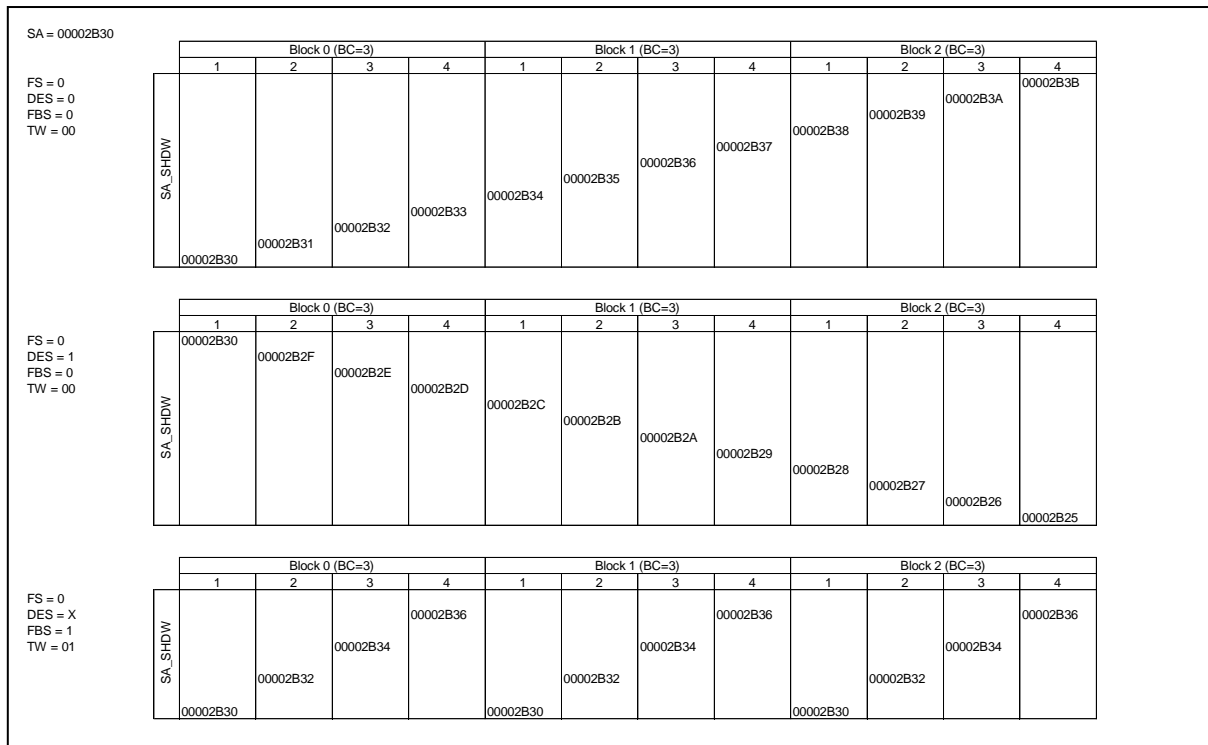 SA = 00002B30
Block 0 (BC=3) Block 1 (BC=3) Block 2 (BC=3)
1 2 3 4 1 2 3 4 1 2 3 4
FS = 0
DES = 0
FBS = 0
TW = 00
SA_SHDW
00002B3B
00002B3A
00002B39
00002B38
00002B37
00002B36
00002B35
00002B34
00002B33
00002B32
00002B31
00002B30
Block 0 (BC=3) Block 1 (BC=3) Block 2 (BC=3)
1 2 3 4 1 2 3 4 1 2 3 4
FS = 0
DES = 1
FBS = 0
TW = 00
SA_SHDW
00002B30
00002B2F
00002B2E
00002B2D
00002B2C
00002B2B
00002B2A
00002B29
00002B28
00002B27
00002B26
00002B25
Block 0 (BC=3) Block 1 (BC=3) Block 2 (BC=3)
1 2 3 4 1 2 3 4 1 2 3 4
FS = 0
DES = X
FBS = 1
TW = 01
SA_SHDW
00002B36 00002B36 00002B36
00002B34 00002B34 00002B34
00002B32 00002B32 00002B32
00002B30 00002B30 00002B30